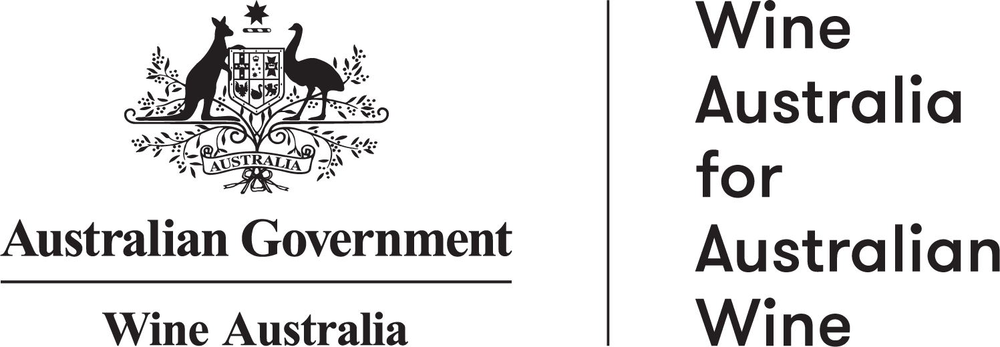 AUSTRALIA
Australian Government
Wine Australia
Wine
Australia
for
Australian
Wine